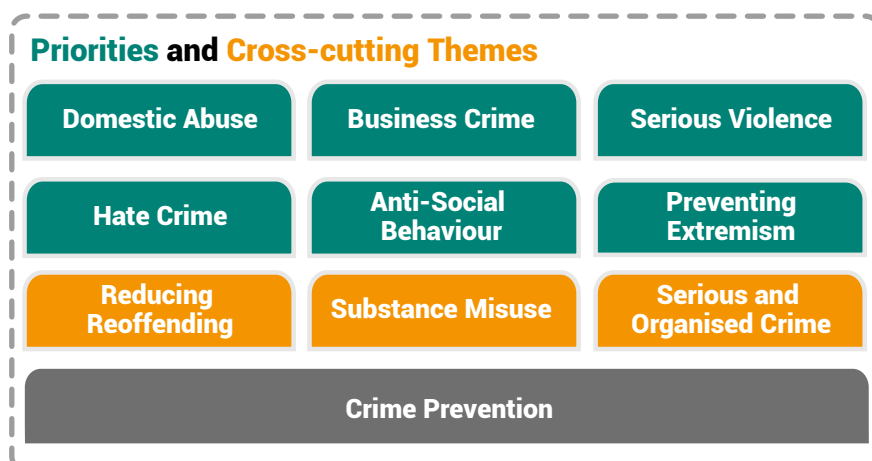 Priorities and Cross-cutting Themes
Domestic Abuse
Business Crime
Serious Violence
Hate Crime
Anti-Social
Behaviour
Preventing
Extremism
Reducing
Reoffending
Substance Misuse
Serious and
Organised Crime
Crime Prevention